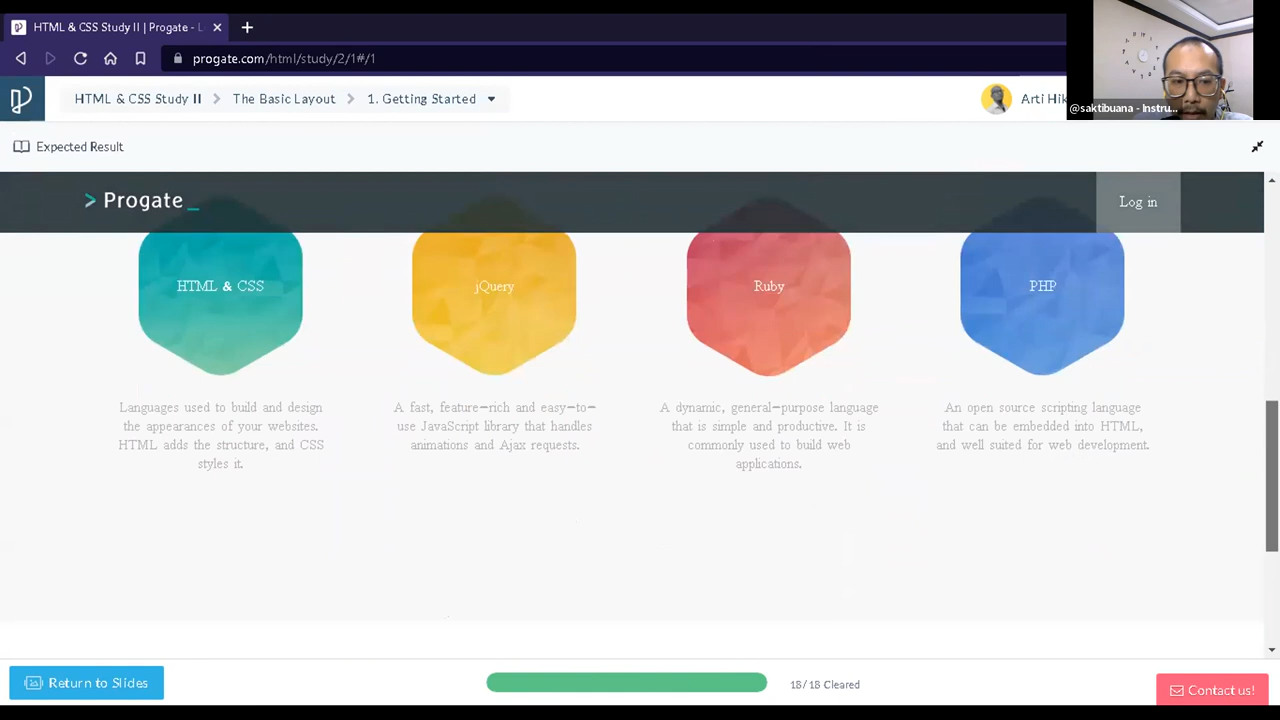 HTML & CSS Study II | Progate - L
progate.com/html/study/2/1#/1
HTML & CSS Study II
The Basic Layout
1. Getting Started
Arti Hik
@saktibuana - Instru...
Expected Result
> Progate_
Log in
HTML & CSS
jQuery
Ruby
PHP
Languages used to build and design
the appearances of your websites.
HTML adds the structure, and CSS
styles it.
A fast, feature-rich and easy-to-
use JavaScript library that handles
animations and Ajax requests.
A dynamic, general-purpose language
that is simple and productive. It is
commonly used to build web
applications.
An open source scripting language
that can be embedded into HTML,
and well suited for web development.
Return to Slides
18/18 Cleared
Contact us!